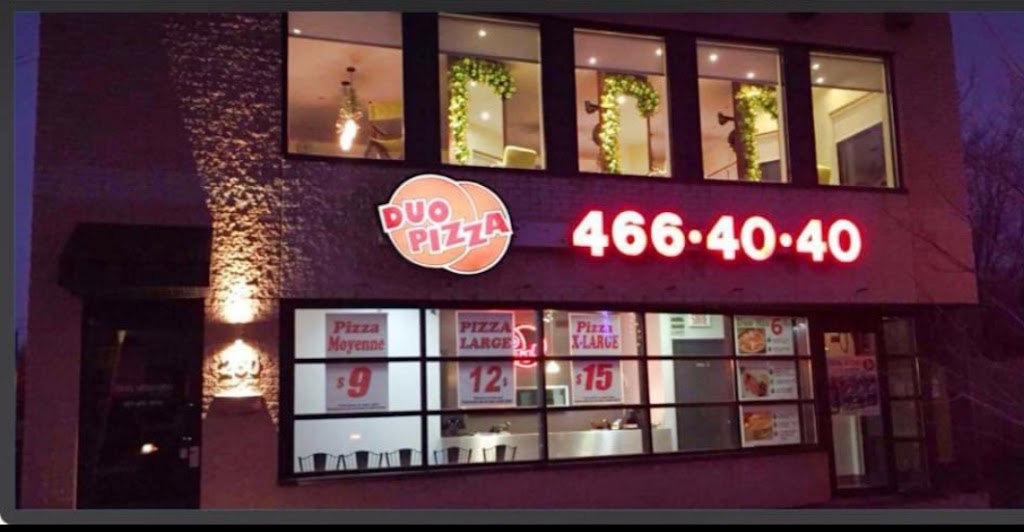 DUO
PIZZA
466·40·40
Pizza
Moyenne
$9
PIZZA
LARGE
12$
Pizza
X-LARGE
$15
6